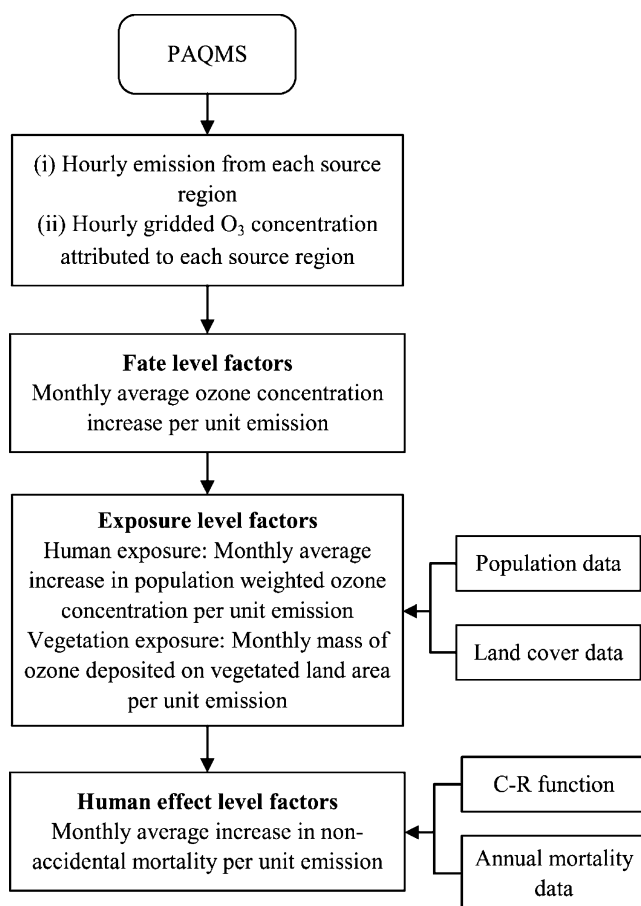 PAQMS
(i) Hourly emission from each source
region
(ii) Hourly gridded O₃ concentration
attributed to each source region
Fate level factors
Monthly average ozone concentration
increase per unit emission
Exposure level factors
Human exposure: Monthly average
increase in population weighted ozone
concentration per unit emission
Vegetation exposure: Monthly mass of
ozone deposited on vegetated land area
per unit emission
Population data
Land cover data
Human effect level factors
Monthly average increase in non-
accidental mortality per unit emission
C-R function
Annual mortality
data